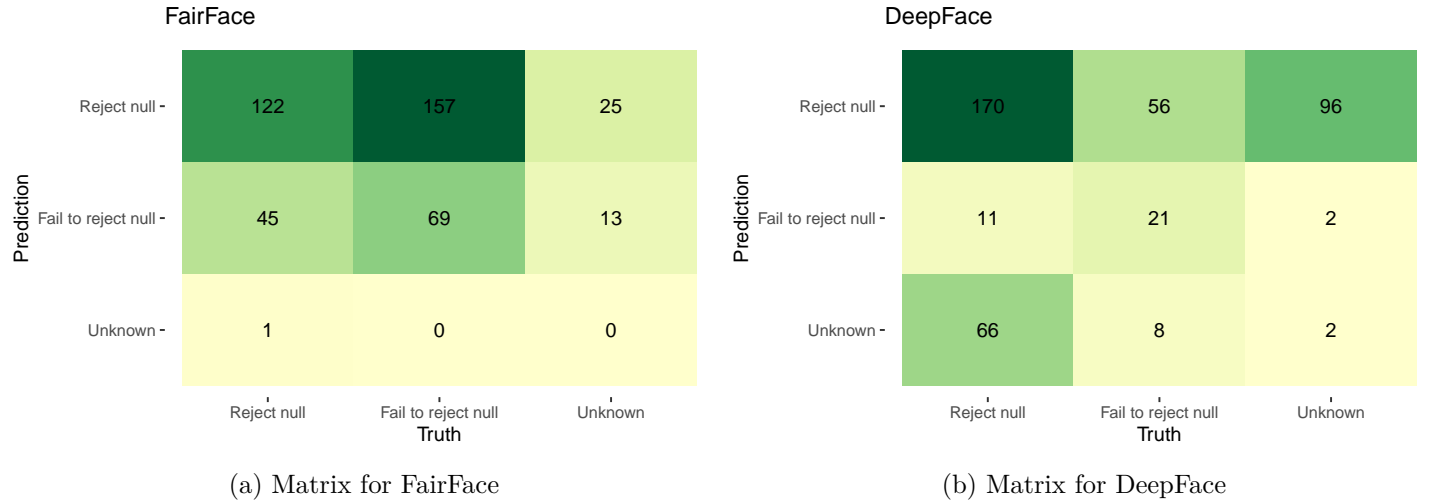 FairFace
Reject null
122 157 25
Fail to reject null
45 69 13
Unknown
1 0 0
Prediction
Reject null Fail to reject null Unknown
Truth
(a) Matrix for FairFace
DeepFace
Reject null
170 56 96
Fail to reject null
11 21 2
Unknown
66 8 2
Prediction
Reject null Fail to reject null Unknown
Truth
(b) Matrix for DeepFace